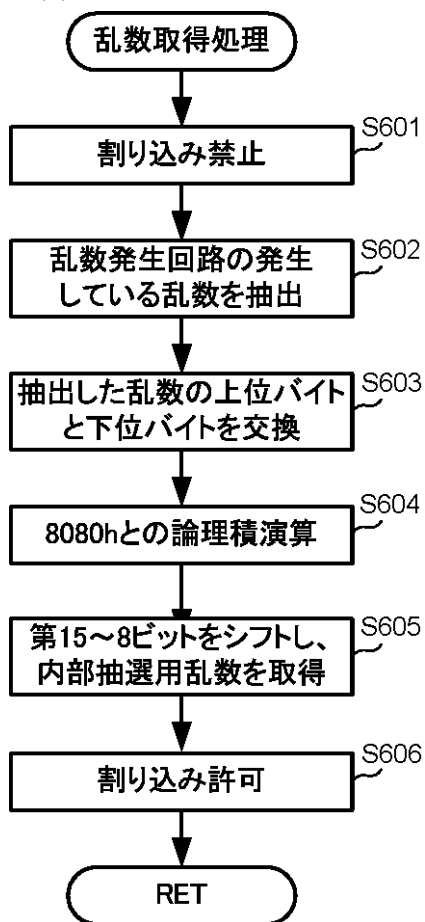 乱数取得処理
S601
割り込み禁止
S602
乱数発生回路の発生
している乱数を抽出
S603
抽出した乱数の上位バイト
と下位バイトを交換
S604
8080hとの論理積演算
S605
第15～8ビットをシフトし、
内部抽選用乱数を取得
S606
割り込み許可
RET